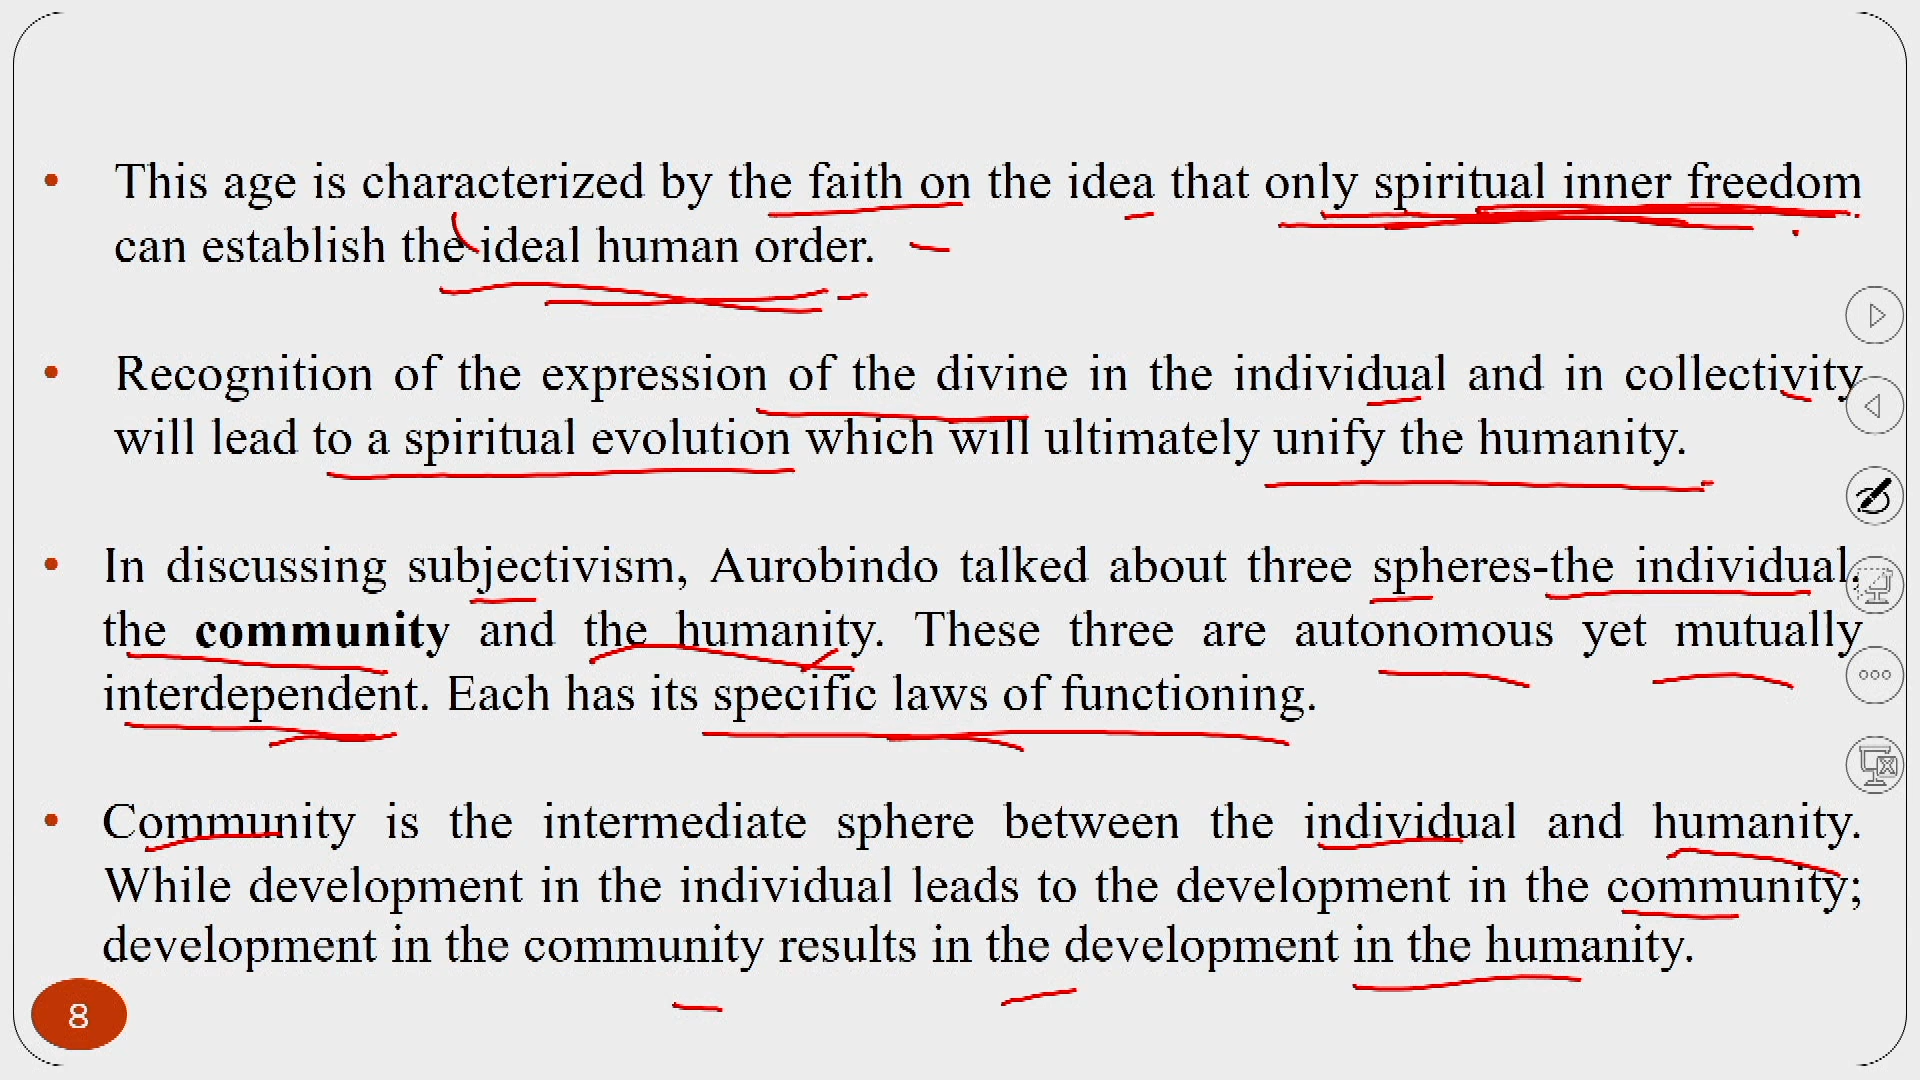 • This age is characterized by the faith on the idea that only spiritual inner freedom
can establish the ideal human order.
• Recognition of the expression of the divine in the individual and in collectivity
will lead to a spiritual evolution which will ultimately unify the humanity.
• In discussing subjectivism, Aurobindo talked about three spheres-the individual,
the community and the humanity. These three are autonomous yet mutually
interdependent. Each has its specific laws of functioning.
• Community is the intermediate sphere between the individual and humanity.
While development in the individual leads to the development in the community;
development in the community results in the development in the humanity.
8